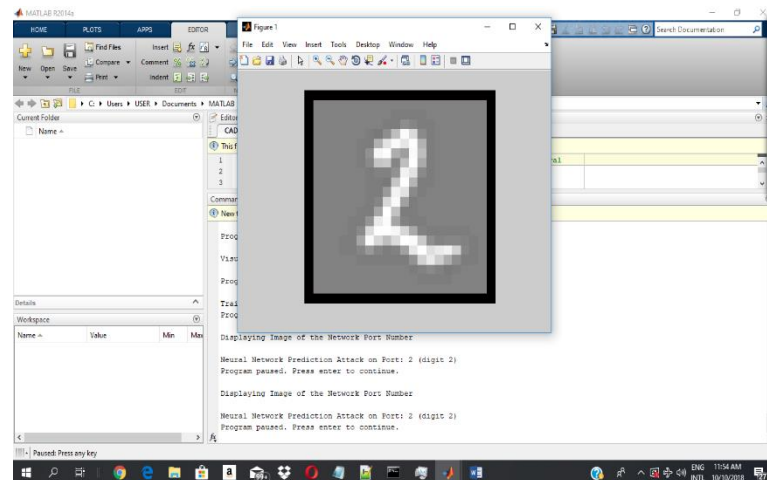 MATLAB R2014a
HOME PLOTS APPS EDITOR
Search Documentation
New Open Save
Find Files
Compare
Print
Insert
Comment
Indent
FILE EDIT
C: Users USER Documents MATLAB
Current Folder
Name
Details
Workspace
Name Value Min
Figure 1
File Edit View Insert Tools Desktop Window Help
2
1
2
3
Displaying Image of the Network Port Number
Neural Network Prediction Attack on Port: 2 (digit 2)
Program paused. Press enter to continue.
Displaying Image of the Network Port Number
Neural Network Prediction Attack on Port: 2 (digit 2)
Program paused. Press enter to continue.
fx
Paused: Press any key
ENG 11:54 AM
INTL 10/10/2018